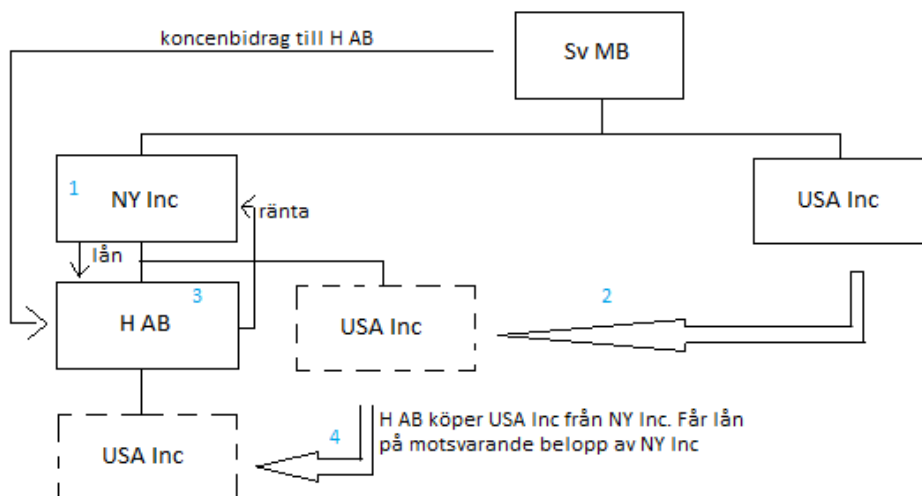 koncenbidrag till H AB
Sv MB
1
NY Inc
USA Inc
ränta
lån
3
H AB
2
USA Inc
H AB köper USA Inc från NY Inc. Får lån
på motsvarande belopp av NY Inc
4
USA Inc